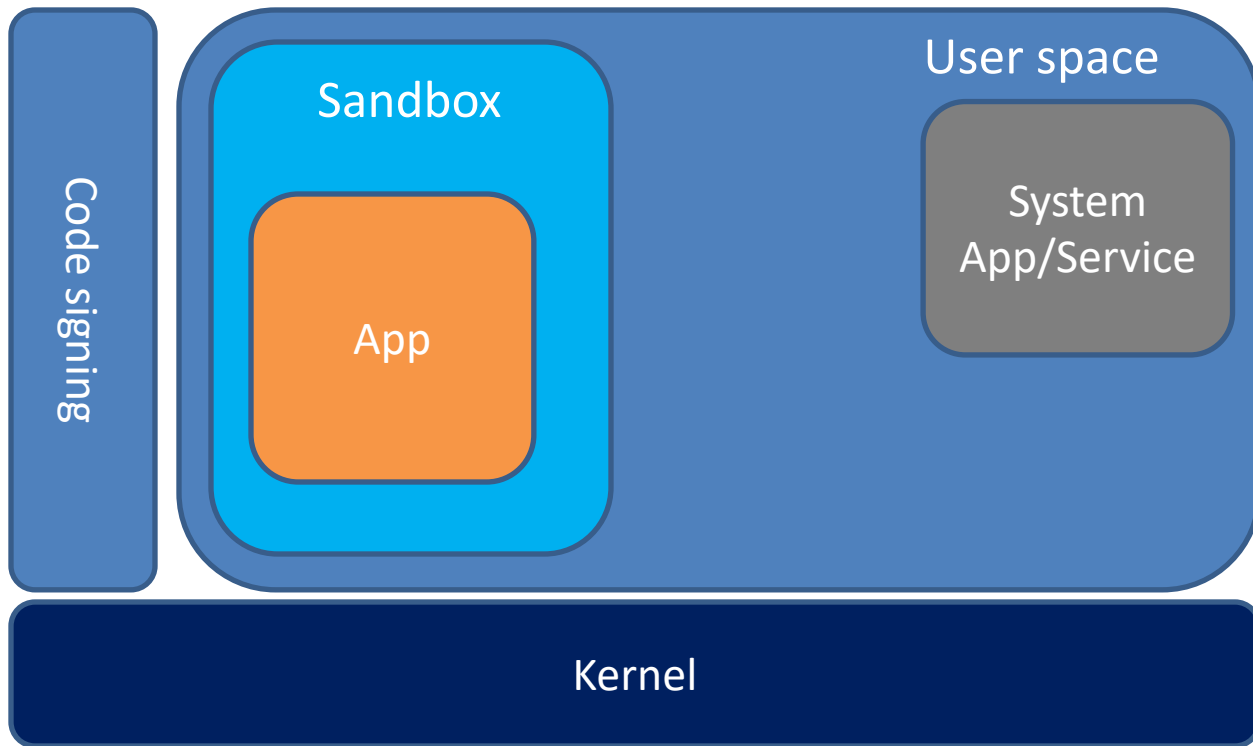 Code signing
Sandbox
App
User space
System
App/Service
Kernel